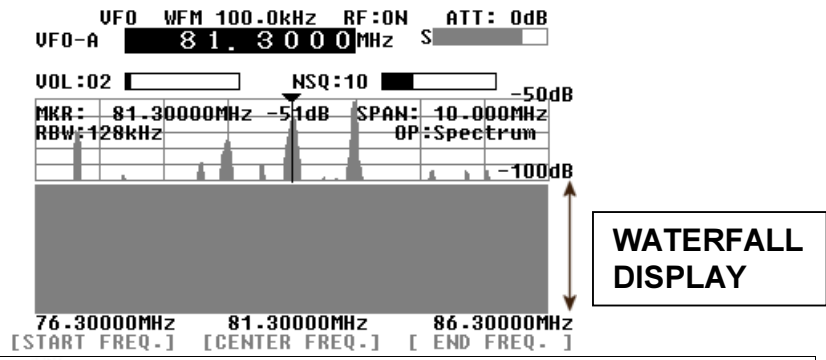 VFO WFM 100.0kHz RF:ON ATT: 0dB
VFO-A 81.3000MHz S
VOL:02 NSQ:10
-50dB
MKR: 81.30000MHz -51dB SPAN: 10.000MHz
RBW:128kHz OP:Spectrum
-100dB
WATERFALL
DISPLAY
76.30000MHz 81.30000MHz 86.30000MHz
[START FREQ.] [CENTER FREQ.] [ END FREQ. ]